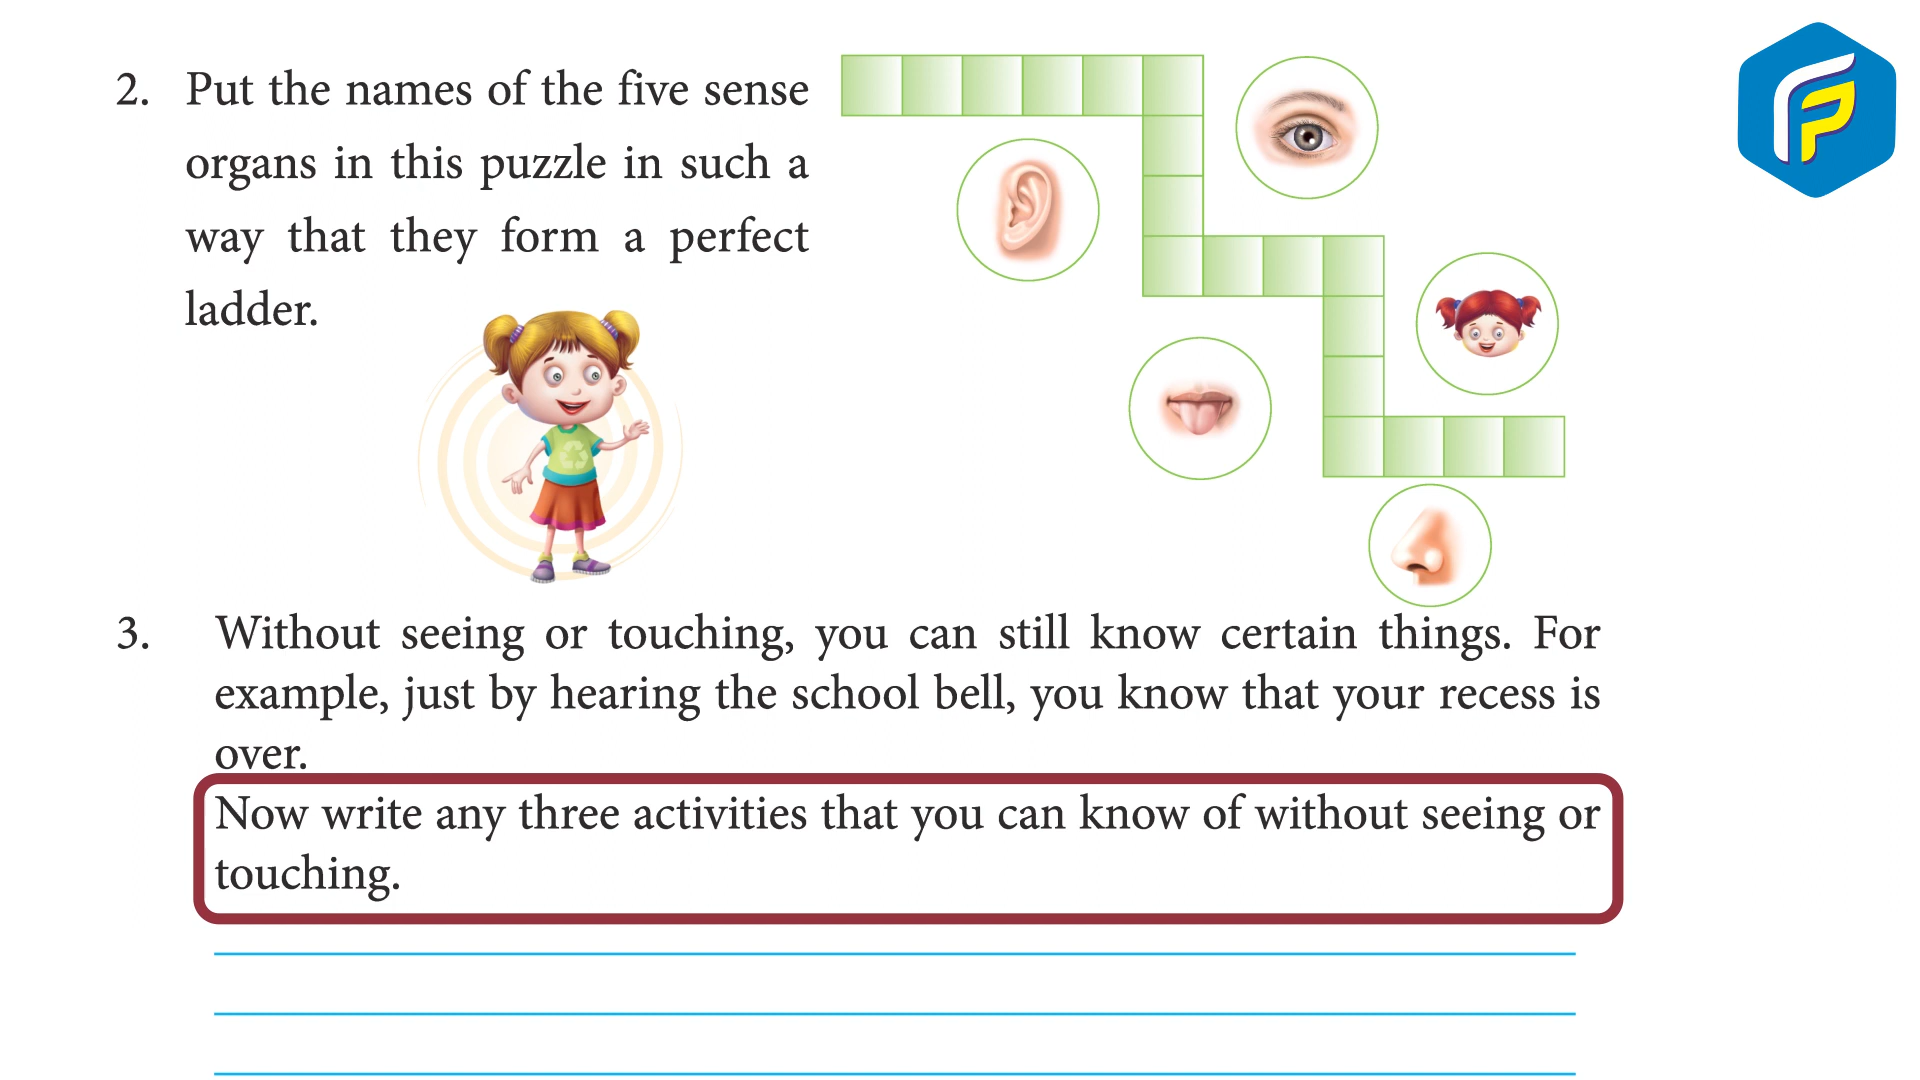 2. Put the names of the five sense
organs in this puzzle in such a
way that they form a perfect
ladder.
3. Without seeing or touching, you can still know certain things. For
example, just by hearing the school bell, you know that your recess is
over.
Now write any three activities that you can know of without seeing or
touching.